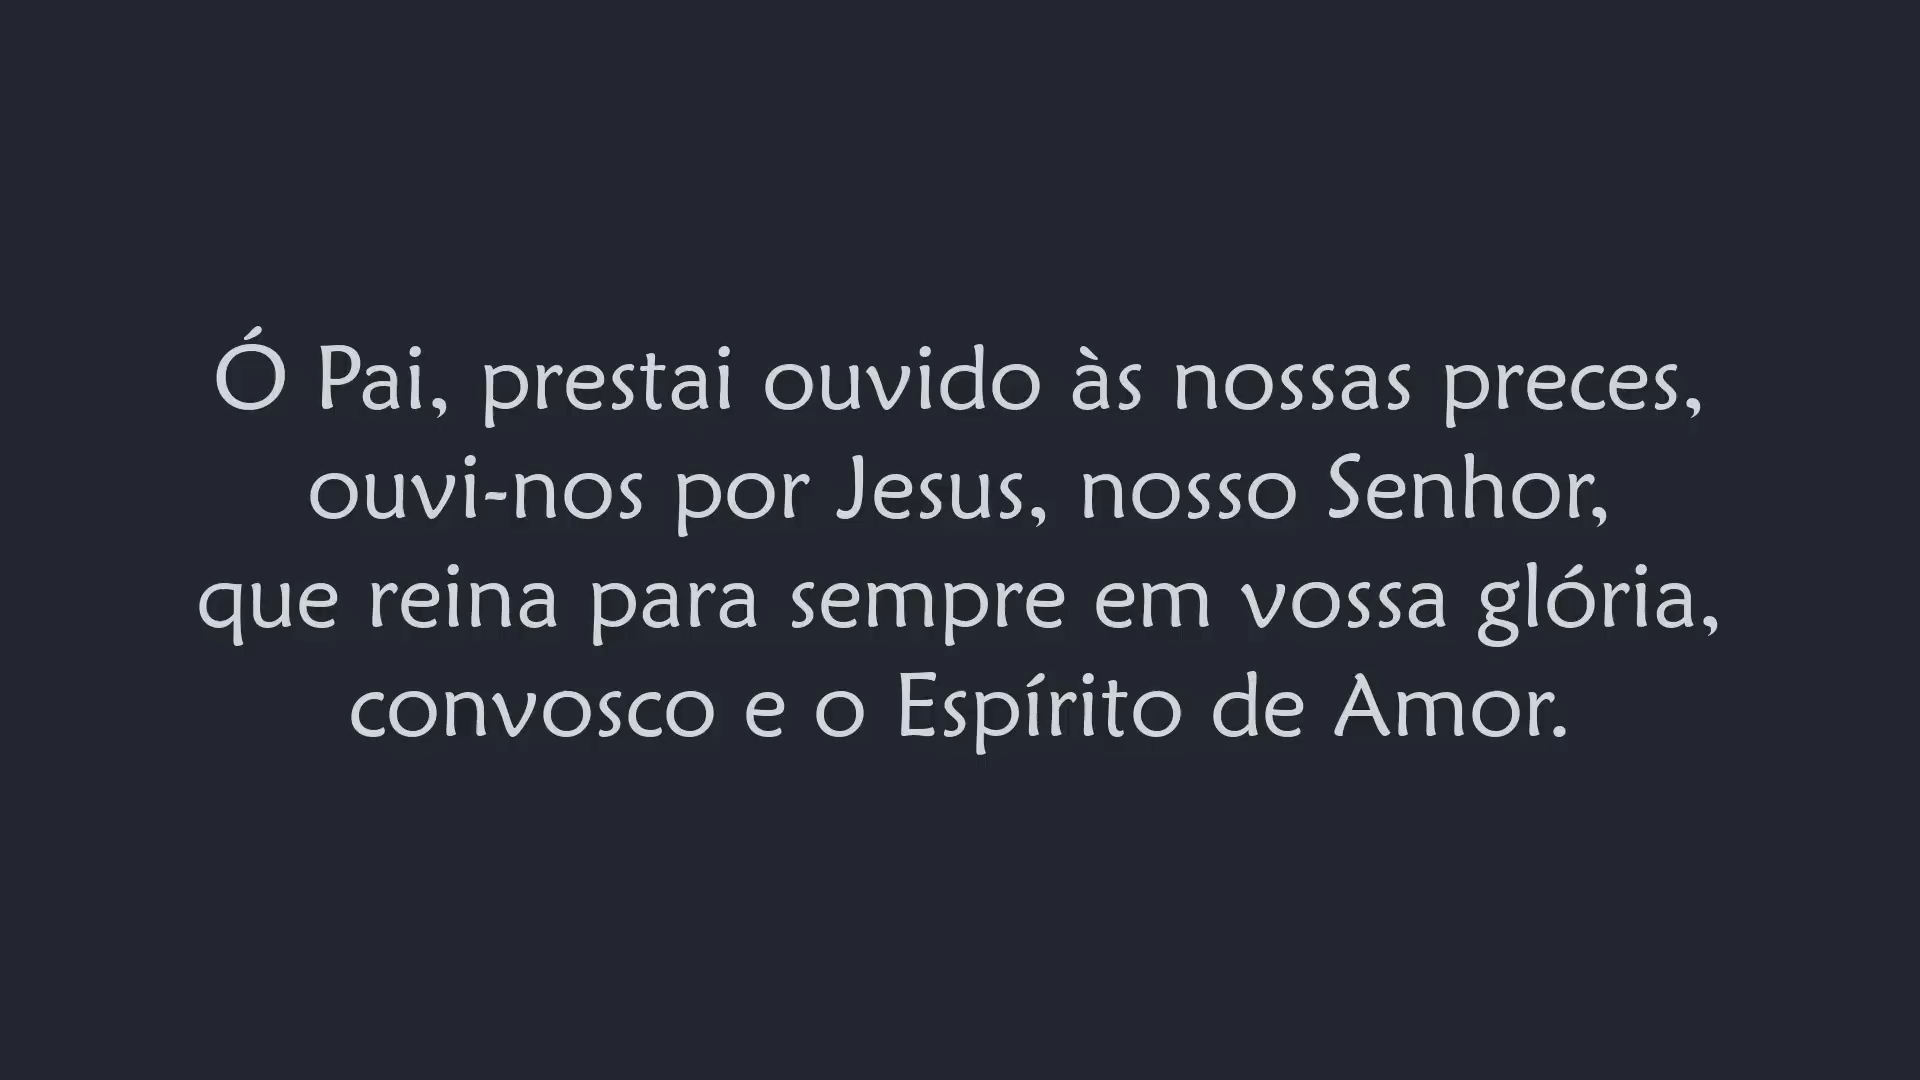 Ó Pai, prestai ouvido às nossas preces,
ouvi-nos por Jesus, nosso Senhor,
que reina para sempre em vossa glória,
convosco e o Espírito de Amor.